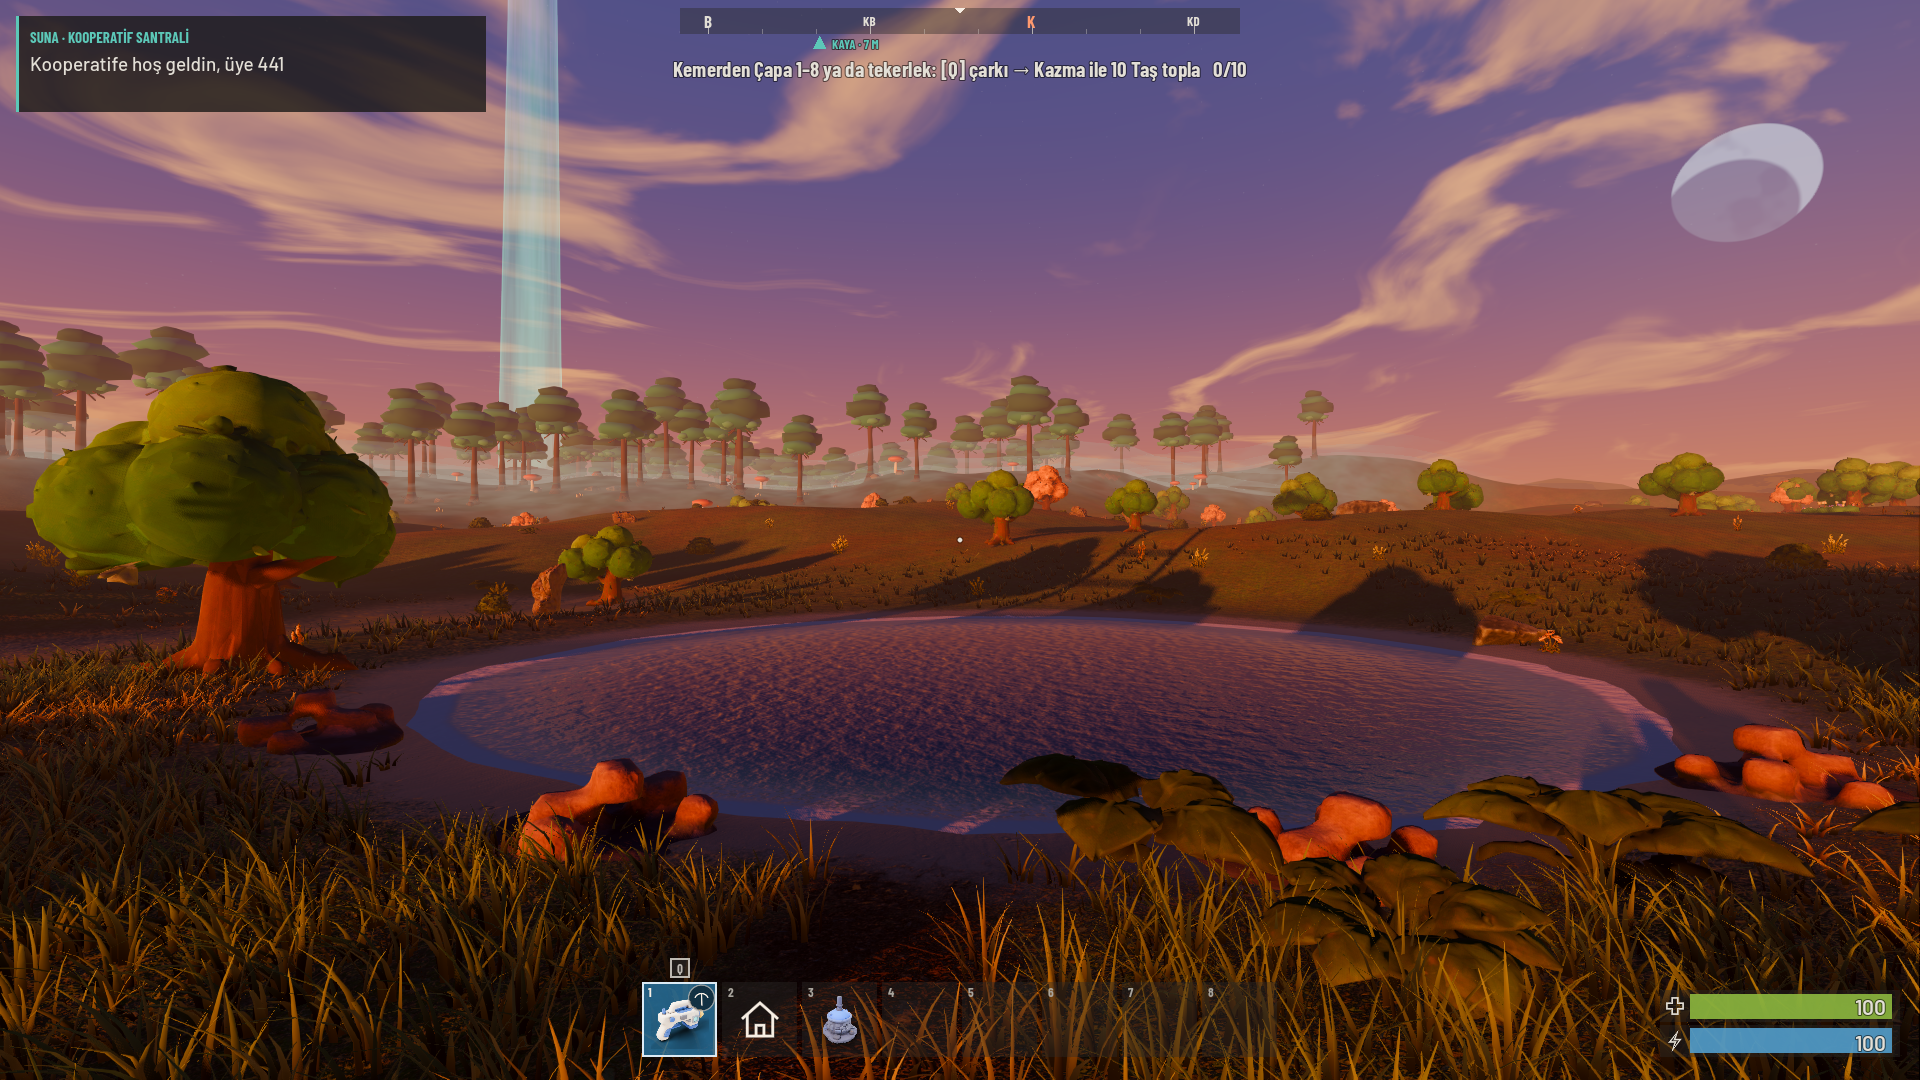 SUNA · KOOPERATİF SANTRALİ
Kooperatife hoş geldin, üye 441
B KB K KD
KAYA · 7 M
Kemerden Çapa 1-8 ya da tekerlek: [Q] çarkı → Kazma ile 10 Taş topla 0/10
Q
1 2 3 4 5 6 7 8
100
100